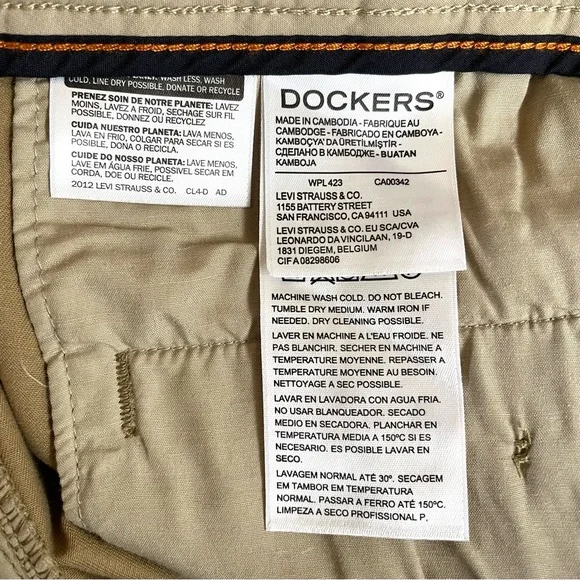 COLD. LINE DRY POSSIBLE. DONATE OR RECYCLE
PRENEZ SOIN DE NOTRE PLANETE: LAVEZ
MOINS, LAVEZ A FROID, SECHAGE SUR FIL
POSSIBLE, DONNEZ OU RECYCLEZ
CUIDA NUESTRO PLANETA: LAVA MENOS,
LAVA EN FRIO, COLGAR PARA SECAR SI ES
POSSIBLE, DONA O RECICLA.
CUIDE DO NOSSO PLANETA: LAVE MENOS,
LAVE EM ÁGUA FRIE, POSSIVEL SECAR EM
CORDA, DOE OU RECICLE.
2012 LEVI STRAUSS & CO. CL4-D AD
DOCKERS®
MADE IN CAMBODIA - FABRIQUE AU
CAMBODGE - FABRICADO EN CAMBOYA -
KAMBOÇYA'DA ÜRETİLMİŞTİR -
СДЕЛАНО В КАМБОДЖЕ - BUATAN
KAMBOJA
WPL 423 CA00342
LEVI STRAUSS & CO.
1155 BATTERY STREET
SAN FRANCISCO, CA 94111 USA
LEVI STRAUSS & CO. EU SCA/CVA
LEONARDO DA VINCILAAN, 19-D
1831 DIEGEM, BELGIUM
CIF A 08298606
MACHINE WASH COLD. DO NOT BLEACH.
TUMBLE DRY MEDIUM. WARM IRON IF
NEEDED. DRY CLEANING POSSIBLE.
LAVER EN MACHINE A L'EAU FROIDE. NE
PAS BLANCHIR. SECHER EN MACHINE A
TEMPERATURE MOYENNE. REPASSER A
TEMPERATURE MOYENNE AU BESOIN.
NETTOYAGE A SEC POSSIBLE.
LAVAR EN LAVADORA CON AGUA FRIA.
NO USAR BLANQUEADOR. SECADO
MEDIO EN SECADORA. PLANCHAR EN
TEMPERATURA MEDIA A 150ºC SI ES
NECESARIO. ES POSIBLE LAVAR EN
SECO.
LAVAGEM NORMAL ATÉ 30º. SECAGEM
EM TAMBOR EM TEMPERATURA
NORMAL. PASSAR A FERRO ATÉ 150ºC.
LIMPEZA A SECO PROFISSIONAL P.